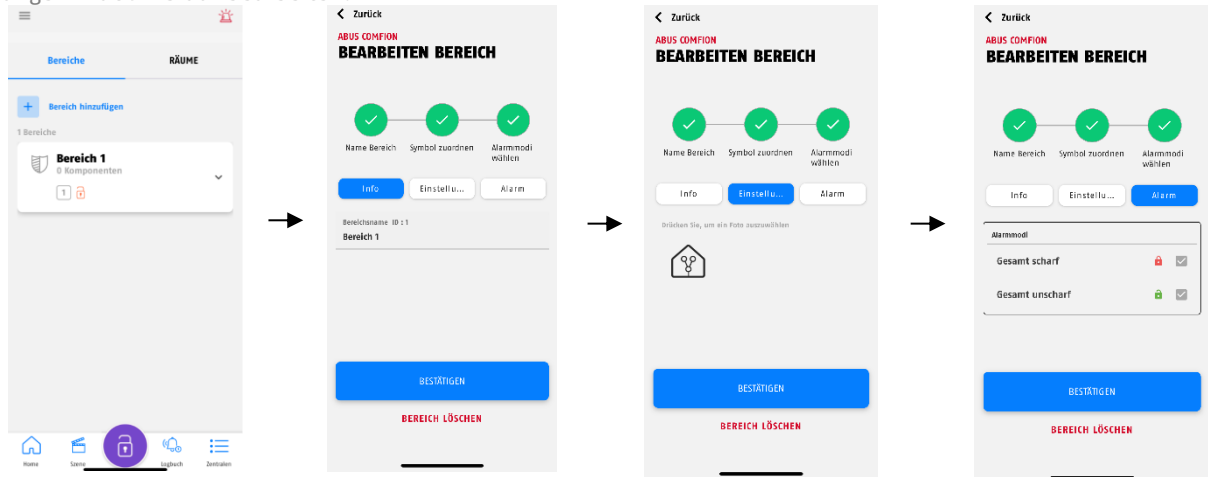 Bereiche RÄUME
+ Bereich hinzufügen
1 Bereiche
Bereich 1
0 Komponenten
1
Home Szene Logbuch Zentralen
Zurück
ABUS COMFION
BEARBEITEN BEREICH
Name Bereich Symbol zuordnen Alarmmodi
wählen
Info Einstellu... Alarm
Bereichsname ID : 1
Bereich 1
BESTÄTIGEN
BEREICH LÖSCHEN
Zurück
ABUS COMFION
BEARBEITEN BEREICH
Name Bereich Symbol zuordnen Alarmmodi
wählen
Info Einstellu... Alarm
Drücken Sie, um ein Foto auszuwählen
BESTÄTIGEN
BEREICH LÖSCHEN
Zurück
ABUS COMFION
BEARBEITEN BEREICH
Name Bereich Symbol zuordnen Alarmmodi
wählen
Info Einstellu... Alarm
Alarmmodi
Gesamt scharf
Gesamt unscharf
BESTÄTIGEN
BEREICH LÖSCHEN